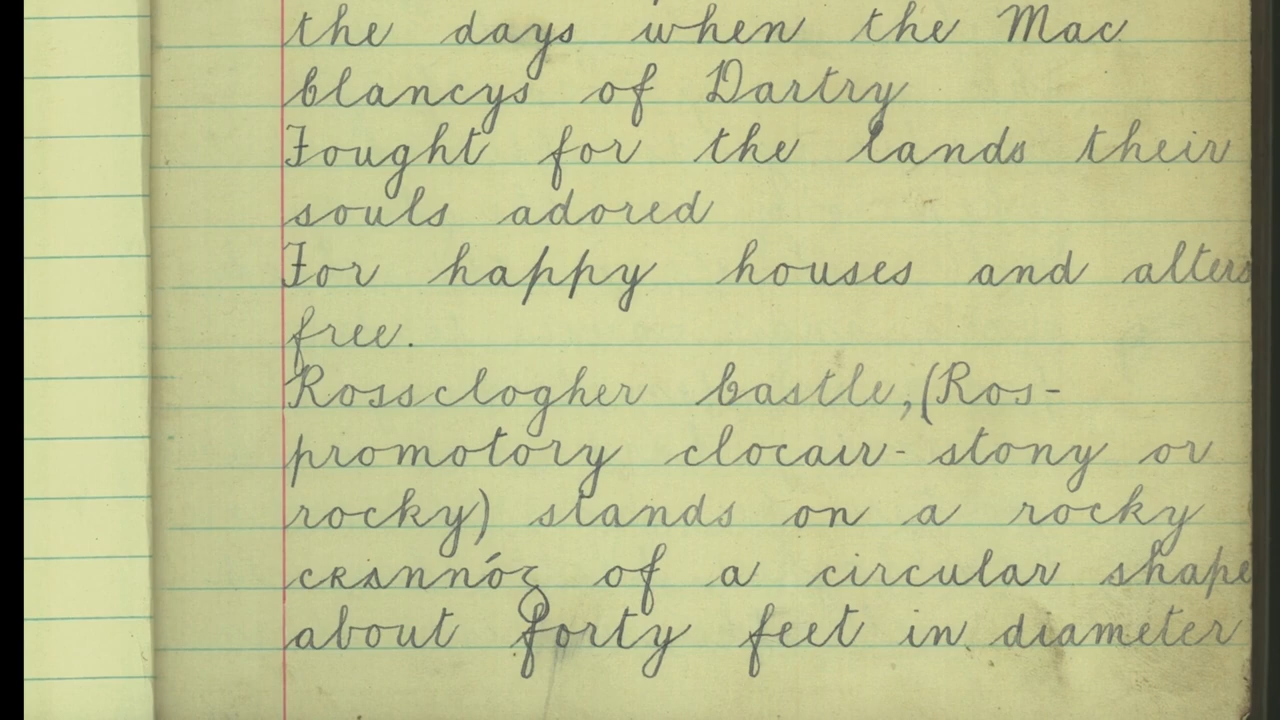 the days when the Mac
Clancys of Dartry
Fought for the lands their
souls adored
For happy houses and alters
free.
Rossclogher Castle, (Ros-
promotory clocair- stony or
rocky) stands on a rocky
crannóg of a circular shape
about forty feet in diameter